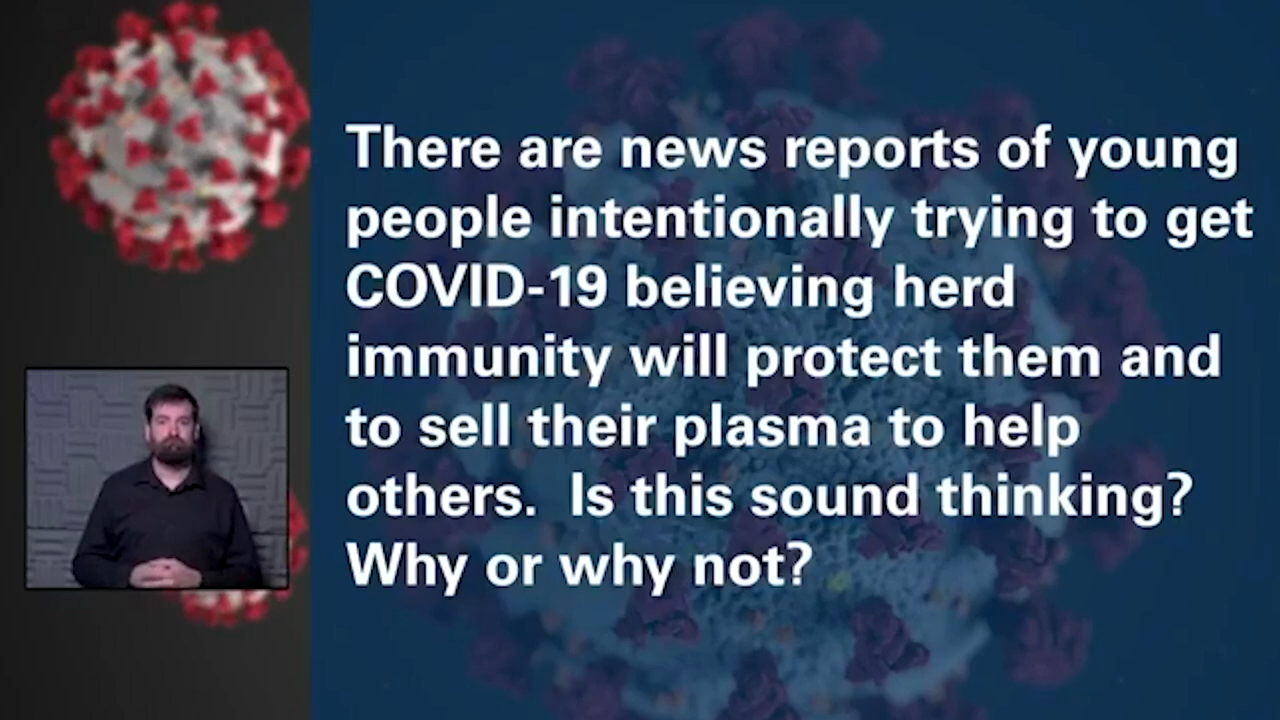 There are news reports of young
people intentionally trying to get
COVID-19 believing herd
immunity will protect them and
to sell their plasma to help
others.  Is this sound thinking?
Why or why not?